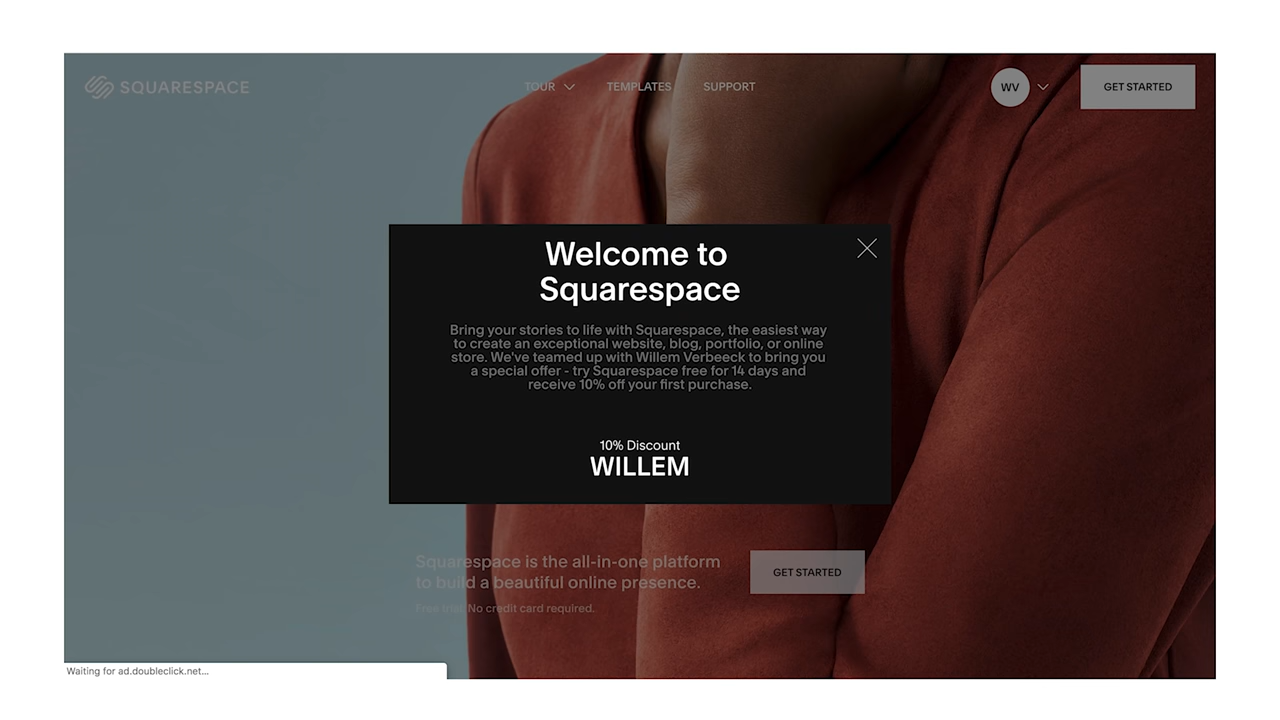 SQUARESPACE
TOUR
TEMPLATES
SUPPORT
WV
GET STARTED
Welcome to
Squarespace
Bring your stories to life with Squarespace, the easiest way
to create an exceptional website, blog, portfolio, or online
store. We've teamed up with Willem Verbeeck to bring you
a special offer - try Squarespace free for 14 days and
receive 10% off your first purchase.
10% Discount
WILLEM
Squarespace is the all-in-one platform
to build a beautiful online presence.
GET STARTED
Free trial. No credit card required.
Waiting for ad.doubleclick.net...